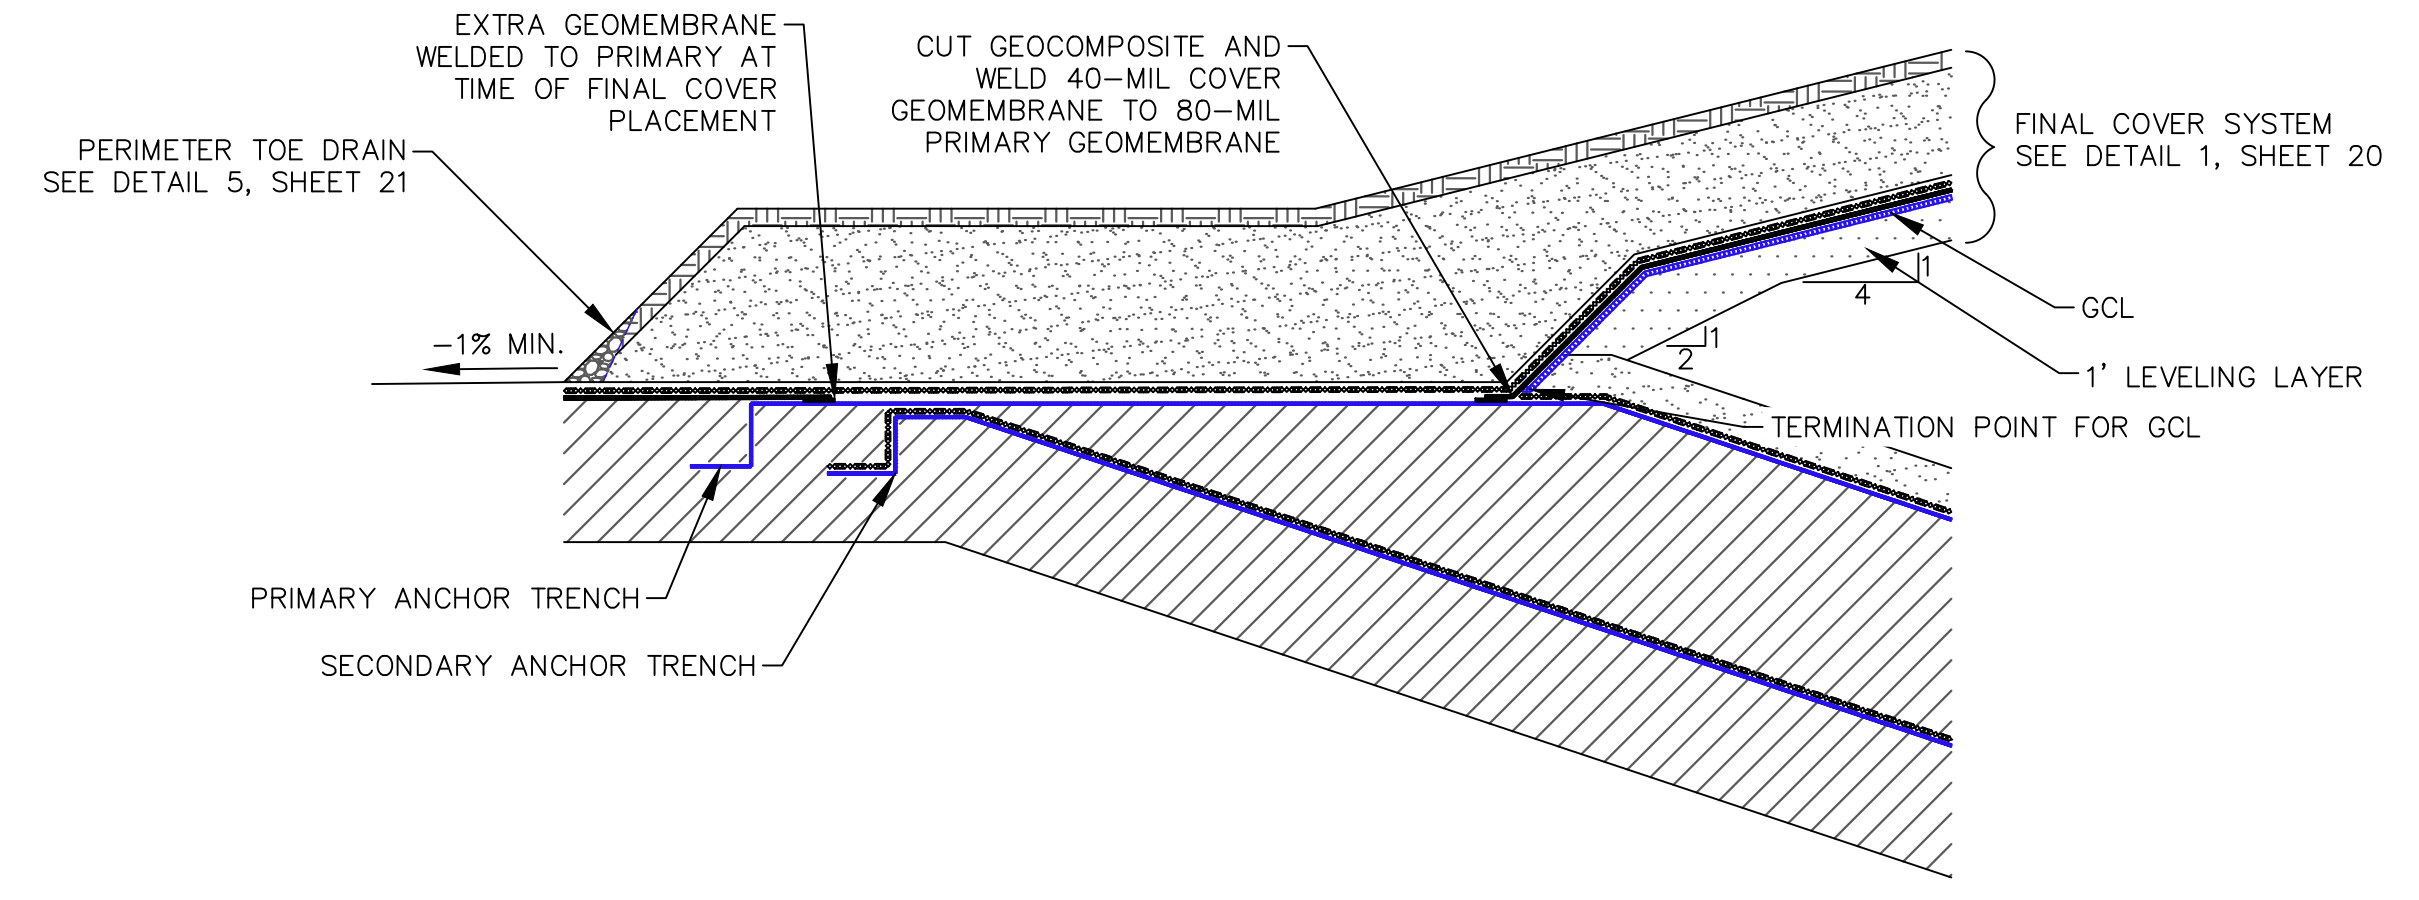 EXTRA GEOMEMBRANE
WELDED TO PRIMARY AT
TIME OF FINAL COVER
PLACEMENT
CUT GEOCOMPOSITE AND
WELD 40-MIL COVER
GEOMEMBRANE TO 80-MIL
PRIMARY GEOMEMBRANE
PERIMETER TOE DRAIN
SEE DETAIL 5, SHEET 21
FINAL COVER SYSTEM
SEE DETAIL 1, SHEET 20
-1% MIN.
1
4
1
2
GCL
1' LEVELING LAYER
TERMINATION POINT FOR GCL
PRIMARY ANCHOR TRENCH
SECONDARY ANCHOR TRENCH